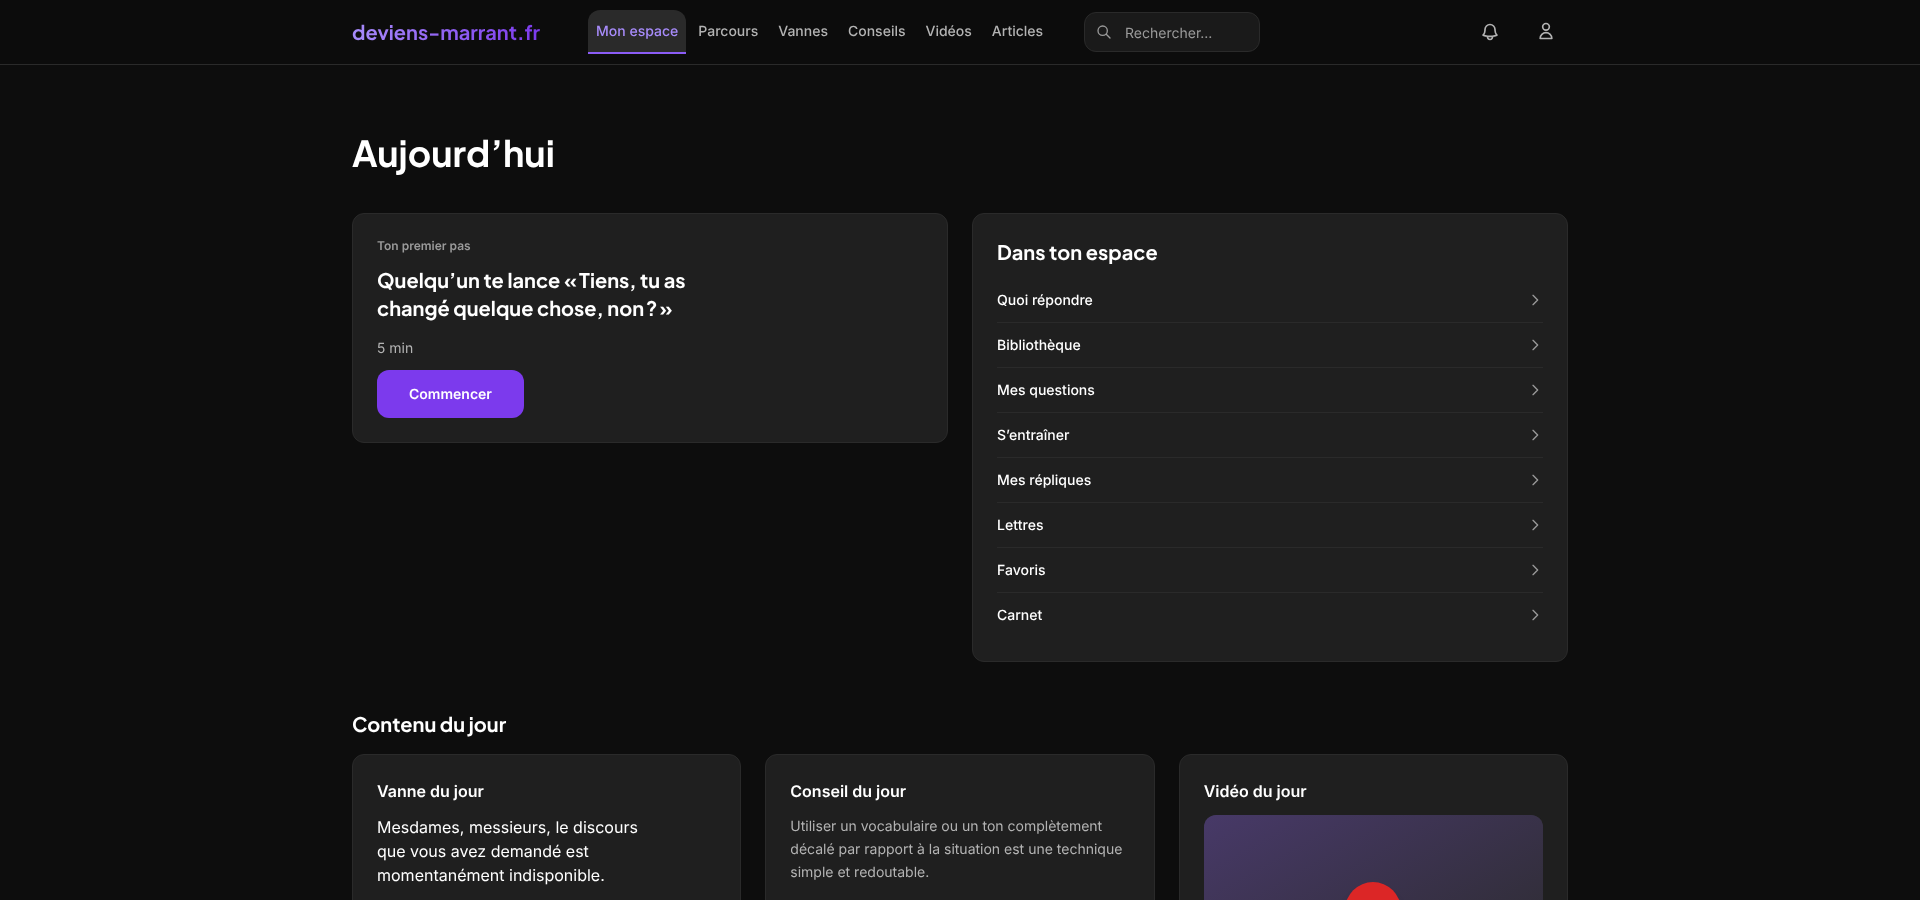 deviens-marrant.fr
Mon espace
Parcours
Vannes
Conseils
Vidéos
Articles
Rechercher...
Aujourd’hui
Ton premier pas
Quelqu’un te lance « Tiens, tu as
changé quelque chose, non ? »
5 min
Commencer
Dans ton espace
Quoi répondre
Bibliothèque
Mes questions
S’entraîner
Mes répliques
Lettres
Favoris
Carnet
Contenu du jour
Vanne du jour
Mesdames, messieurs, le discours
que vous avez demandé est
momentanément indisponible.
Conseil du jour
Utiliser un vocabulaire ou un ton complètement
décalé par rapport à la situation est une technique
simple et redoutable.
Vidéo du jour